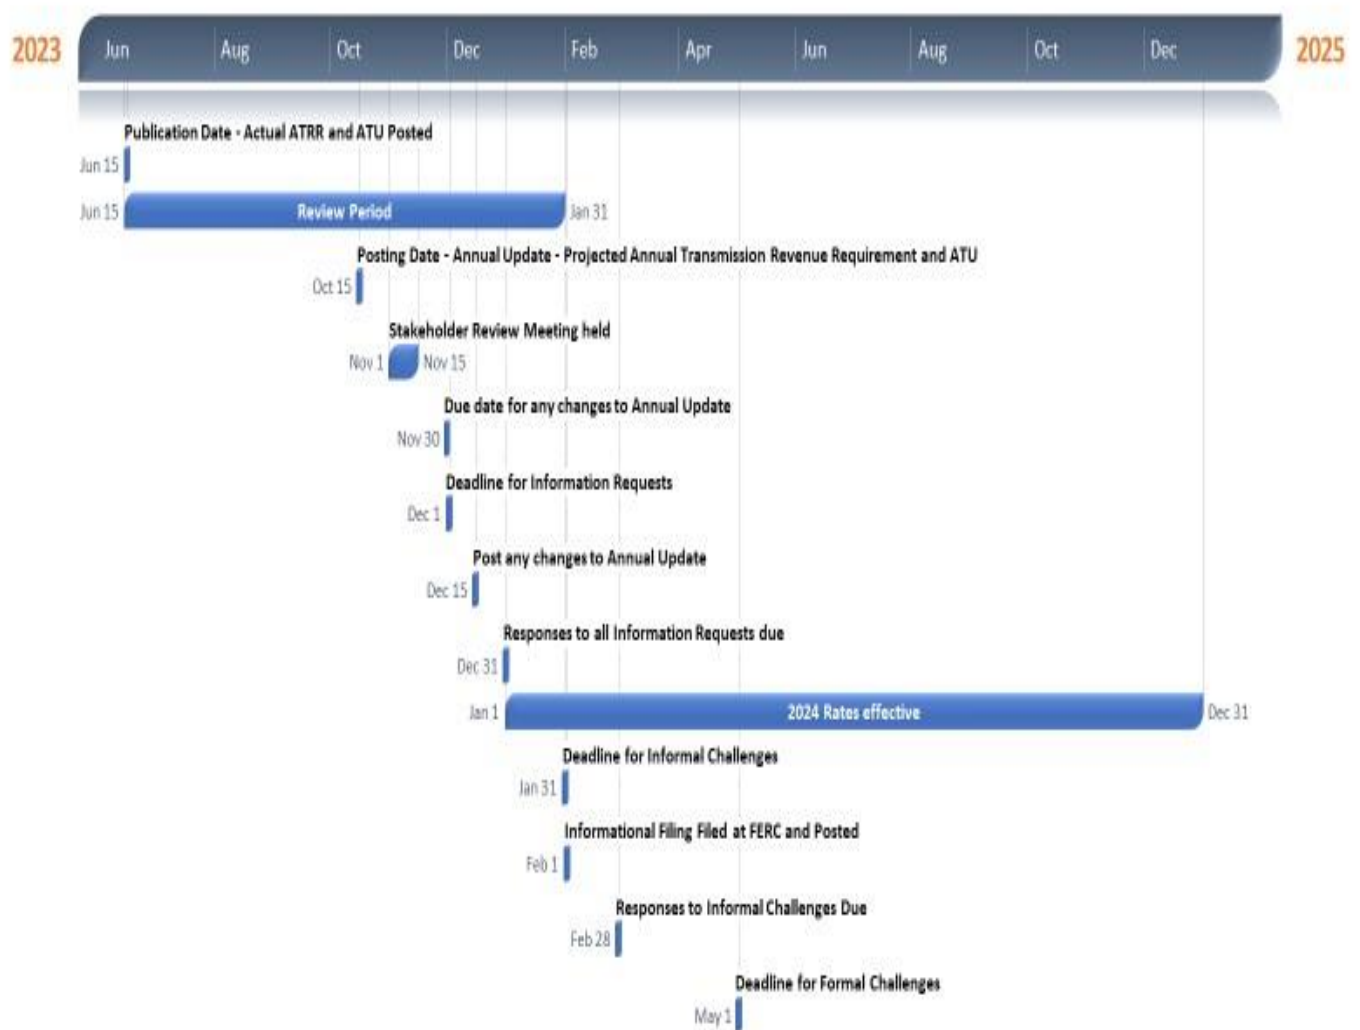 2023 Jun Aug Oct Dec Feb Apr Jun Aug Oct Dec 2025
Publication Date - Actual ATRR and ATU Posted
Jun 15
Jun 15 Review Period Jan 31
Posting Date - Annual Update - Projected Annual Transmission Revenue Requirement and ATU
Oct 15
Stakeholder Review Meeting held
Nov 1 Nov 15
Due date for any changes to Annual Update
Nov 30
Deadline for Information Requests
Dec 1
Post any changes to Annual Update
Dec 15
Responses to all Information Requests due
Dec 31
Jan 1 2024 Rates effective Dec 31
Deadline for Informal Challenges
Jan 31
Informational Filing Filed at FERC and Posted
Feb 1
Responses to Informal Challenges Due
Feb 28
Deadline for Formal Challenges
May 1